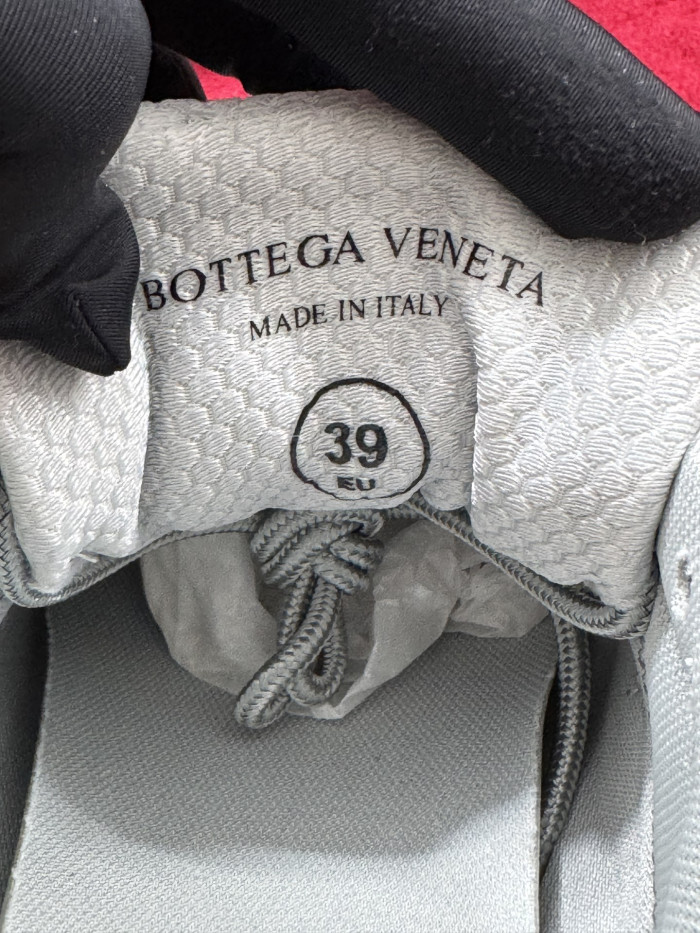 BOTTEGA VENETA
MADE IN ITALY
39
EU